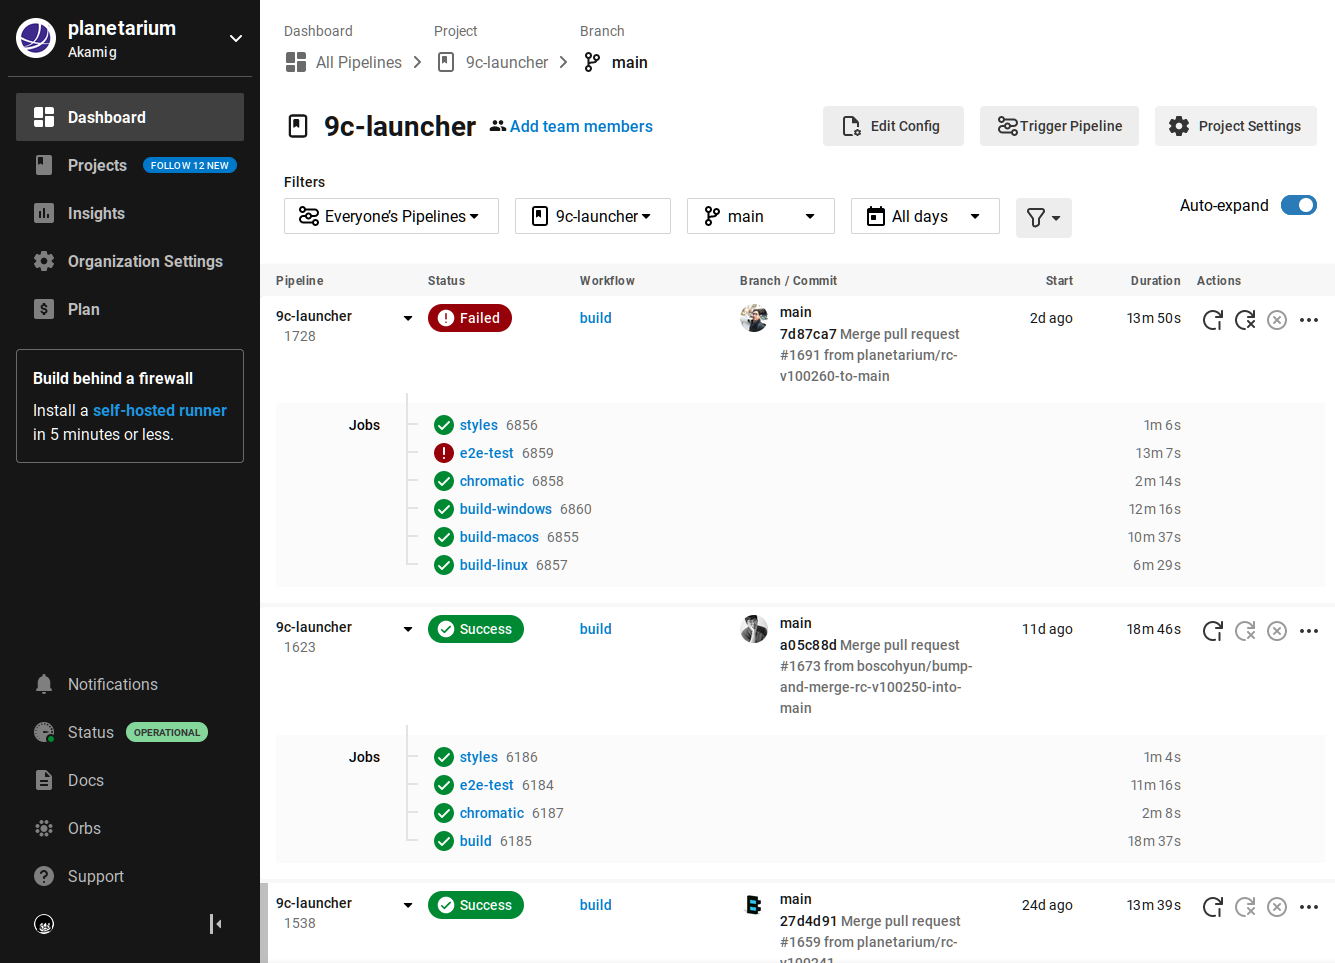 planetarium
Akamig
Dashboard
Projects FOLLOW 12 NEW
Insights
Organization Settings
Plan
Build behind a firewall
Install a self-hosted runner
in 5 minutes or less.
Notifications
Status OPERATIONAL
Docs
Orbs
Support
Dashboard Project Branch
All Pipelines 9c-launcher main
9c-launcher Add team members Edit Config Trigger Pipeline Project Settings
Filters
Everyone’s Pipelines 9c-launcher main All days
Auto-expand
Pipeline Status Workflow Branch / Commit Start Duration Actions
9c-launcher Failed build main 2d ago 13m 50s
1728 7d87ca7 Merge pull request
#1691 from planetarium/rc-
v100260-to-main
Jobs styles 6856 1m 6s
e2e-test 6859 13m 7s
chromatic 6858 2m 14s
build-windows 6860 12m 16s
build-macos 6855 10m 37s
build-linux 6857 6m 29s
9c-launcher Success build main 11d ago 18m 46s
1623 a05c88d Merge pull request
#1673 from boscohyun/bump-
and-merge-rc-v100250-into-
main
Jobs styles 6186 1m 4s
e2e-test 6184 11m 16s
chromatic 6187 2m 8s
build 6185 18m 37s
9c-launcher Success build main 24d ago 13m 39s
1538 27d4d91 Merge pull request
#1659 from planetarium/rc-
v100241